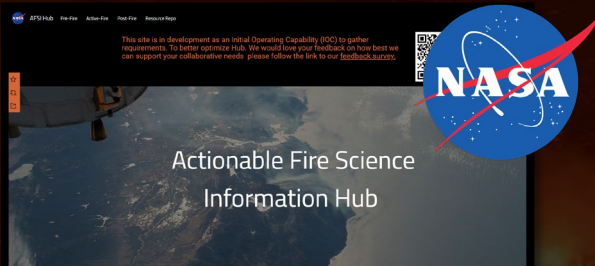 AFSI Hub Pre-Fire Active-Fire Post-Fire Resource Repo
This site is in development as an Initial Operating Capability (IOC) to gather
requirements. To better optimize Hub. We would love your feedback on how best we
can support your collaborative needs please follow the link to our feedback survey.
NASA
Actionable Fire Science
Information Hub